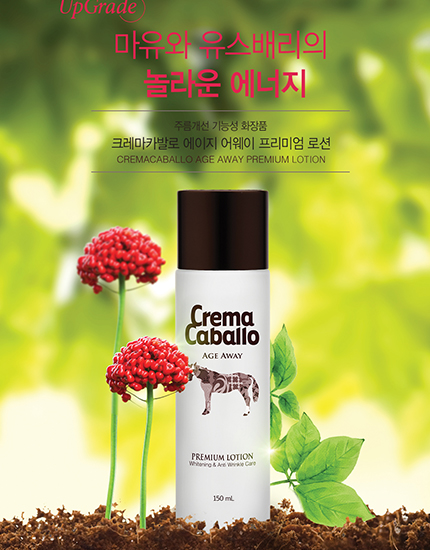 UpGrade
마유와 유스배리의
놀라운 에너지
주름개선 기능성 화장품
크레마카발로 에이지 어웨이 프리미엄 로션
CREMACABALLO AGE AWAY PREMIUM LOTION
Crema
Caballo
AGE AWAY
PREMIUM LOTION
Whitening & Anti Wrinkle Care
150 mL